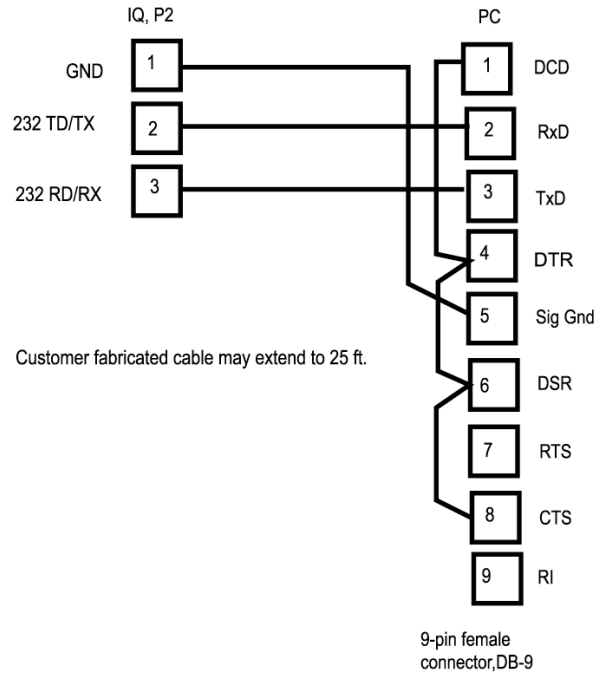 IQ, P2
PC
GND
1
1
DCD
232 TD/TX
2
2
RxD
232 RD/RX
3
3
TxD
4
DTR
5
Sig Gnd
Customer fabricated cable may extend to 25 ft.
6
DSR
7
RTS
8
CTS
9
RI
9-pin female
connector,DB-9